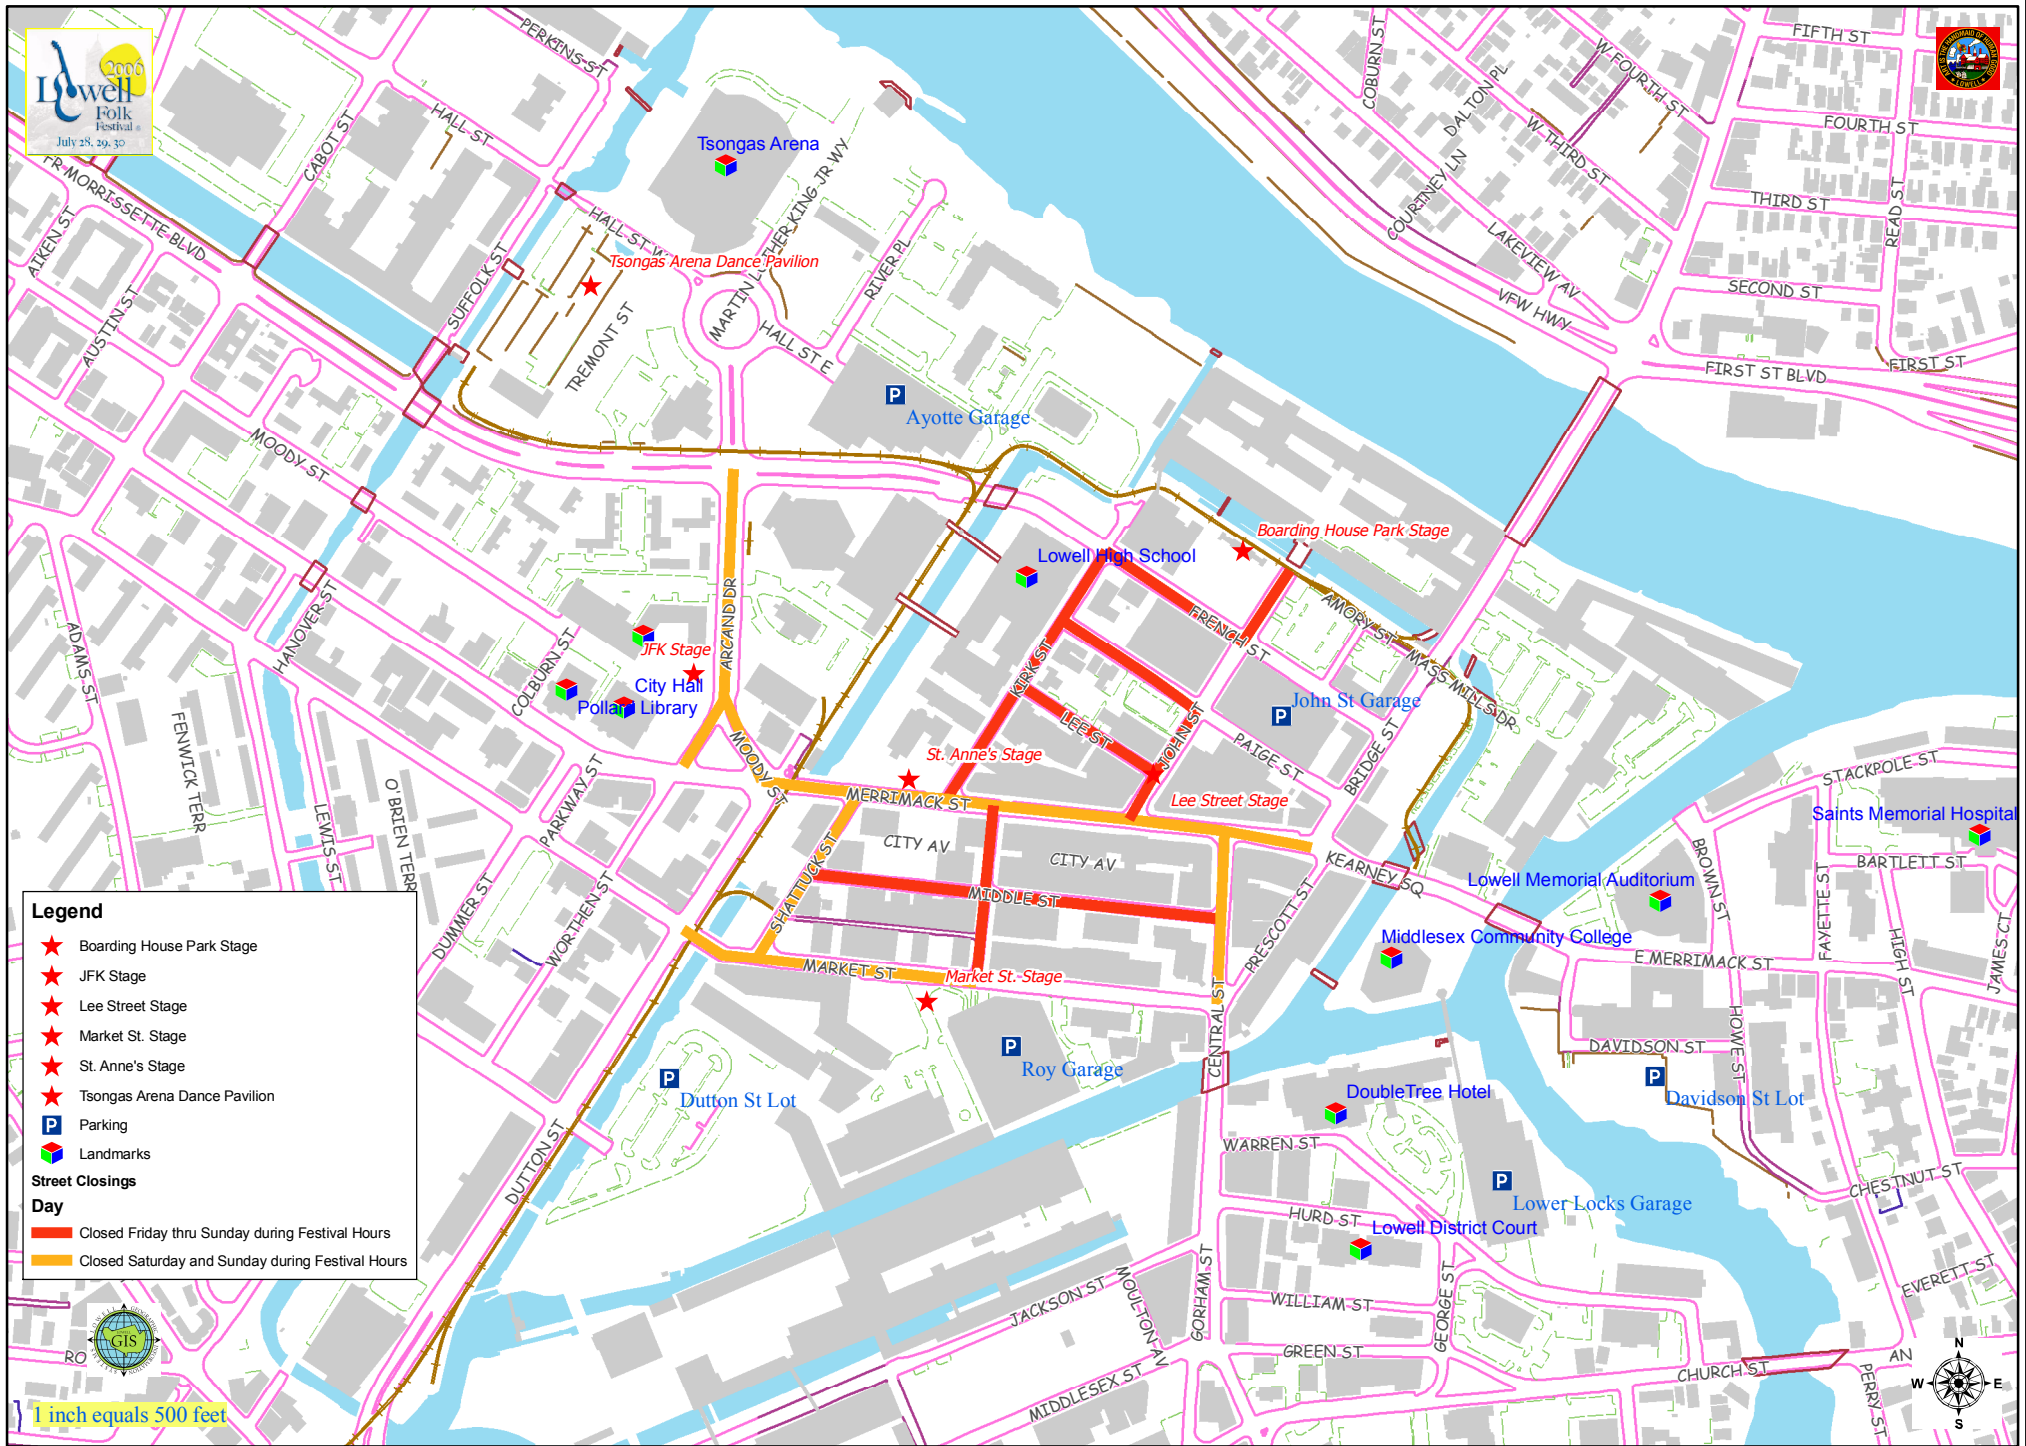 2006
Lowell
Folk
Festival
July 28, 29, 30
PERKINS ST
HALL ST
CABOT ST
FR MORRISSETTE BLVD
AIKEN ST
AUSTIN ST
SUFFOLK ST
HALL ST W
Tsongas Arena
Tsongas Arena Dance Pavilion
MARTIN LUTHER KING JR WY
RIVER PL
TREMONT ST
HALL ST E
Ayotte Garage
COBURN ST
DALTON PL
COURTNEY LN
W FOURTH ST
W THIRD ST
LAKEVIEW AV
VFW HWY
FIFTH ST
FOURTH ST
THIRD ST
READ ST
SECOND ST
FIRST ST
FIRST ST BLVD
ART IS THE HANDMAID OF HUMAN GOOD
LOWELL
MOODY ST
HANOVER ST
ADAMS ST
COLBURN ST
ARCAND DR
JFK Stage
City Hall
Pollard Library
MOODY ST
Lowell High School
Boarding House Park Stage
FRENCH ST
AMORY ST
MASS MILLS DR
KIRK ST
LEE ST
JOHN ST
John St Garage
PAIGE ST
BRIDGE ST
St. Anne's Stage
Lee Street Stage
MERRIMACK ST
FENWICK TERR
LEWIS ST
O'BRIEN TERR
PARKWAY ST
DUMMER ST
WORTHEN ST
SHATTUCK ST
CITY AV
CITY AV
MIDDLE ST
MARKET ST
Market St. Stage
CENTRAL ST
PRESCOTT ST
KEARNEY SQ
Lowell Memorial Auditorium
Middlesex Community College
E MERRIMACK ST
BROWN ST
STACKPOLE ST
Saints Memorial Hospital
BARTLETT ST
FAYETTE ST
HIGH ST
JAMES CT
HOWE ST
DAVIDSON ST
Davidson St Lot
CHESTNUT ST
EVERETT ST
Roy Garage
Dutton St Lot
DUTTON ST
DoubleTree Hotel
WARREN ST
Lower Locks Garage
HURD ST
Lowell District Court
WILLIAM ST
GREEN ST
GEORGE ST
GORHAM ST
JACKSON ST
MOULTON AV
MIDDLESEX ST
CHURCH ST
PERRY ST
AN
RO
Legend
Boarding House Park Stage
JFK Stage
Lee Street Stage
Market St. Stage
St. Anne's Stage
Tsongas Arena Dance Pavilion
P Parking
Landmarks
Street Closings
Day
Closed Friday thru Sunday during Festival Hours
Closed Saturday and Sunday during Festival Hours
GIS
1 inch equals 500 feet
N
W E
S